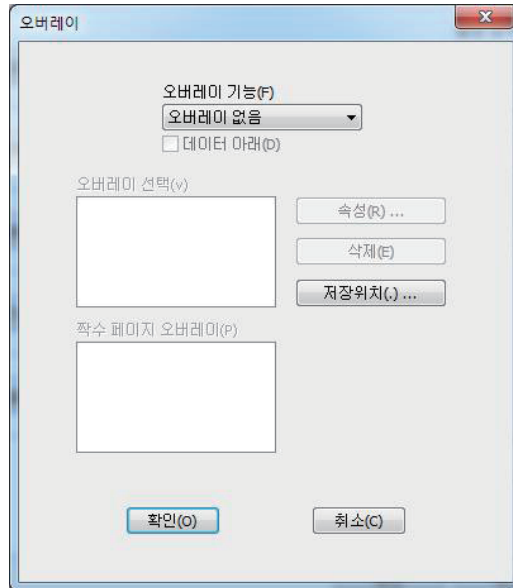 오버레이
오버레이 기능(F)
오버레이 없음
데이터 아래(D)
오버레이 선택(v)
속성(R) ...
삭제(E)
저장위치(.) ...
짝수 페이지 오버레이(P)
확인(O)
취소(C)